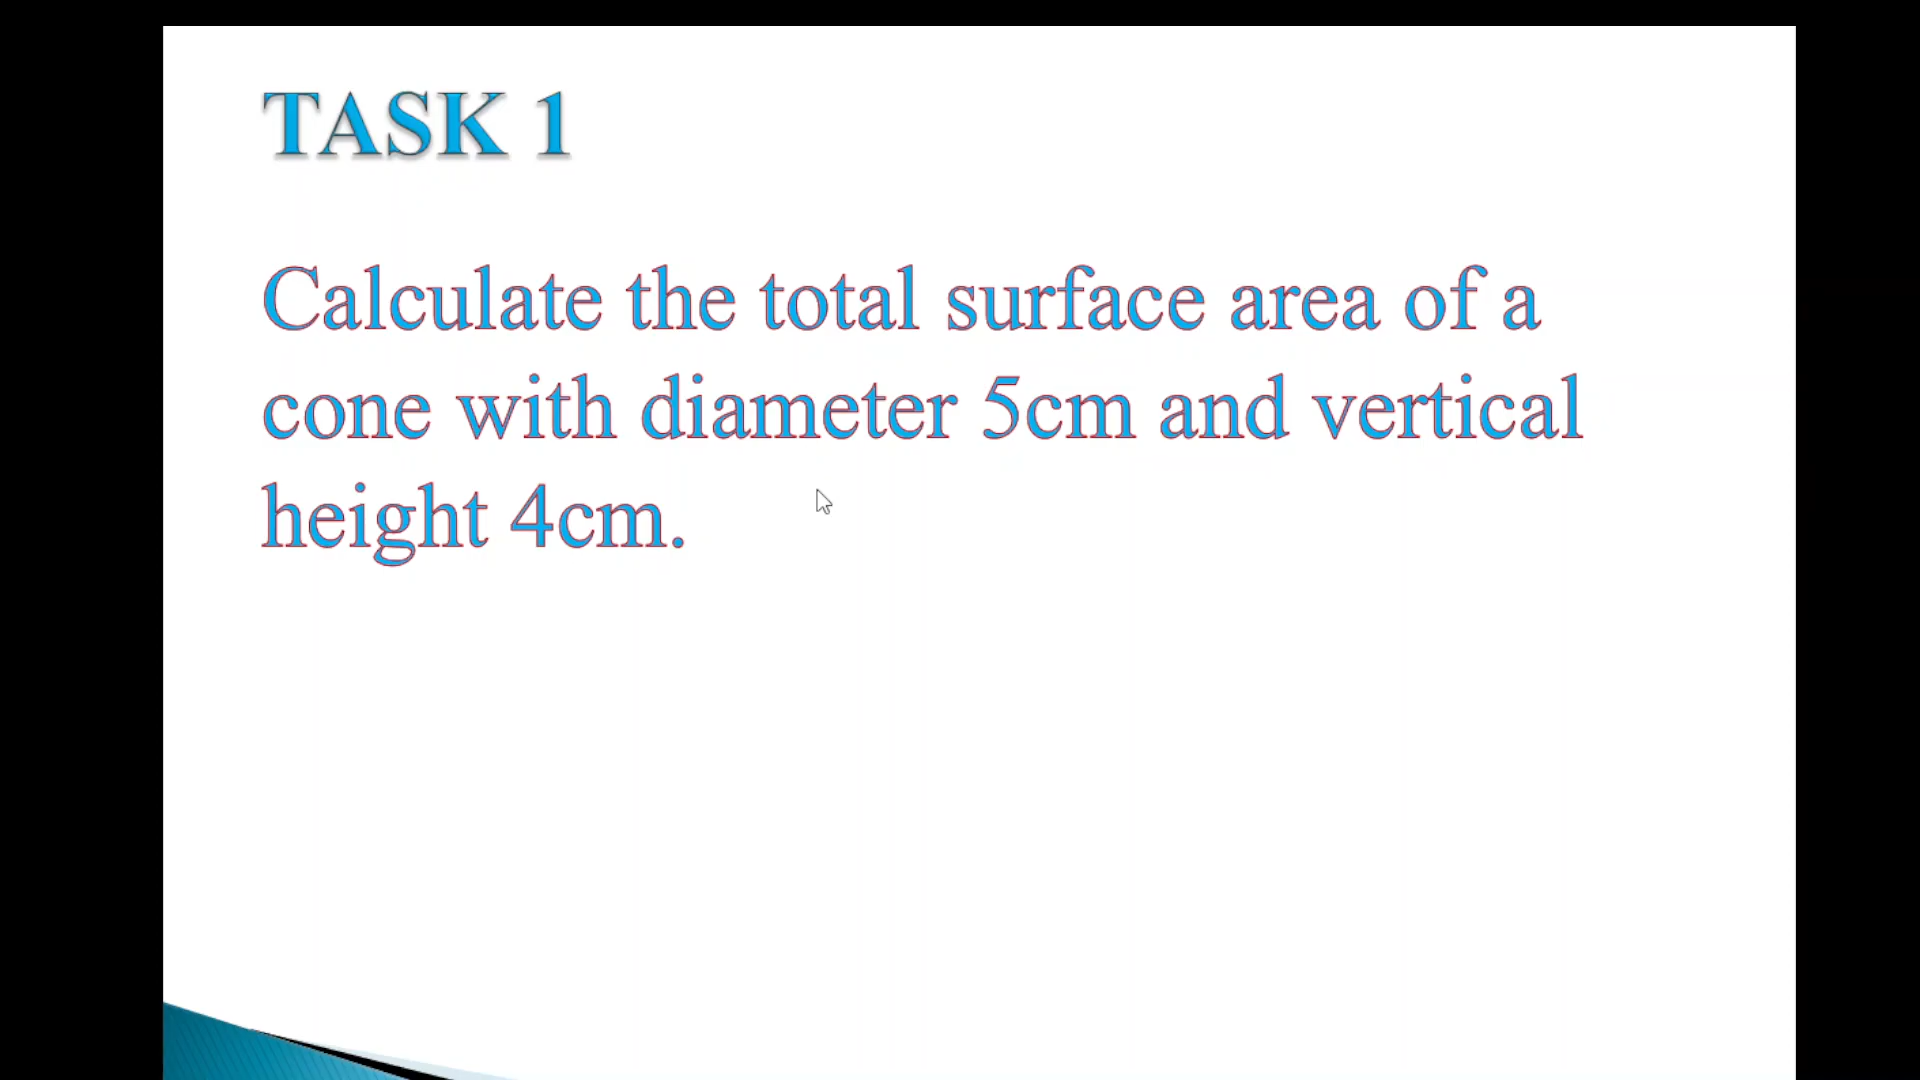 TASK 1
Calculate the total surface area of a
cone with diameter 5cm and vertical
height 4cm.